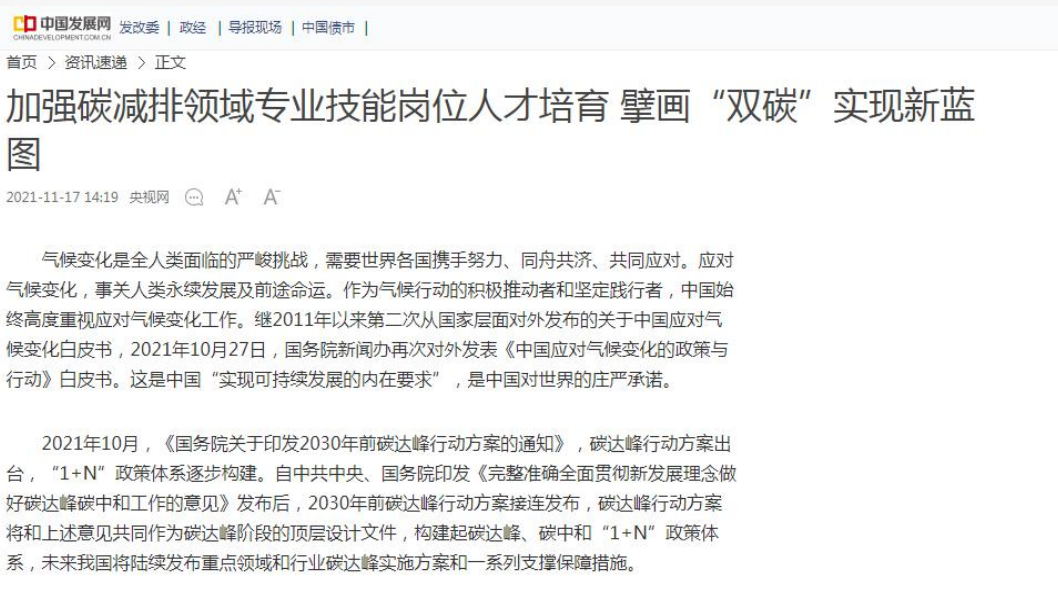 中国发展网 发改委 | 政经 | 导报现场 | 中国债市 |
CHINADEVELOPMENT.COM.CN
首页 > 资讯速递 > 正文
加强碳减排领域专业技能岗位人才培育 擘画“双碳”实现新蓝
图
2021-11-17 14:19 央视网 A+ A-
气候变化是全人类面临的严峻挑战，需要世界各国携手努力、同舟共济、共同应对。应对
气候变化，事关人类永续发展及前途命运。作为气候行动的积极推动者和坚定践行者，中国始
终高度重视应对气候变化工作。继2011年以来第二次从国家层面对外发布的关于中国应对气
候变化白皮书，2021年10月27日，国务院新闻办再次对外发表《中国应对气候变化的政策与
行动》白皮书。这是中国“实现可持续发展的内在要求”，是中国对世界的庄严承诺。
2021年10月，《国务院关于印发2030年前碳达峰行动方案的通知》，碳达峰行动方案出
台，“1+N”政策体系逐步构建。自中共中央、国务院印发《完整准确全面贯彻新发展理念做
好碳达峰碳中和工作的意见》发布后，2030年前碳达峰行动方案接连发布，碳达峰行动方案
将和上述意见共同作为碳达峰阶段的顶层设计文件，构建起碳达峰、碳中和“1+N”政策体
系，未来我国将陆续发布重点领域和行业碳达峰实施方案和一系列支撑保障措施。